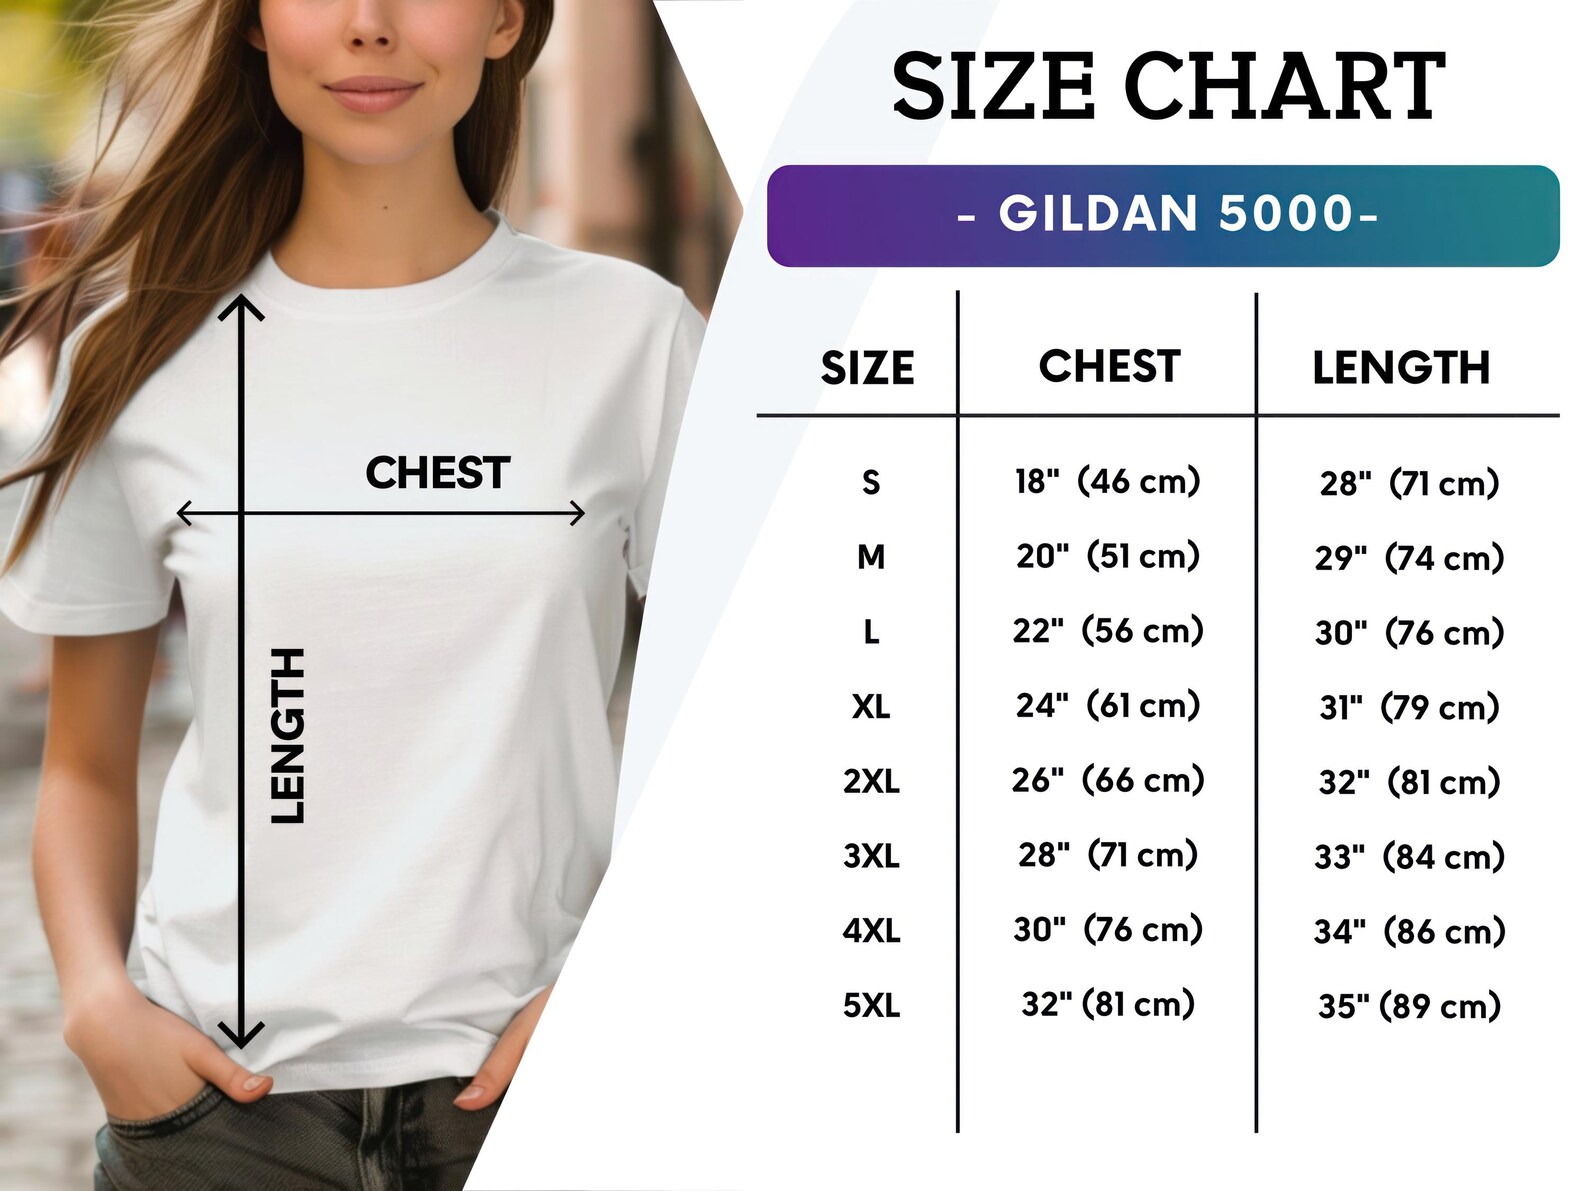 SIZE CHART
- GILDAN 5000-
SIZE CHEST LENGTH
S 18" (46 cm) 28" (71 cm)
M 20" (51 cm) 29" (74 cm)
L 22" (56 cm) 30" (76 cm)
XL 24" (61 cm) 31" (79 cm)
2XL 26" (66 cm) 32" (81 cm)
3XL 28" (71 cm) 33" (84 cm)
4XL 30" (76 cm) 34" (86 cm)
5XL 32" (81 cm) 35" (89 cm)
CHEST
LENGTH